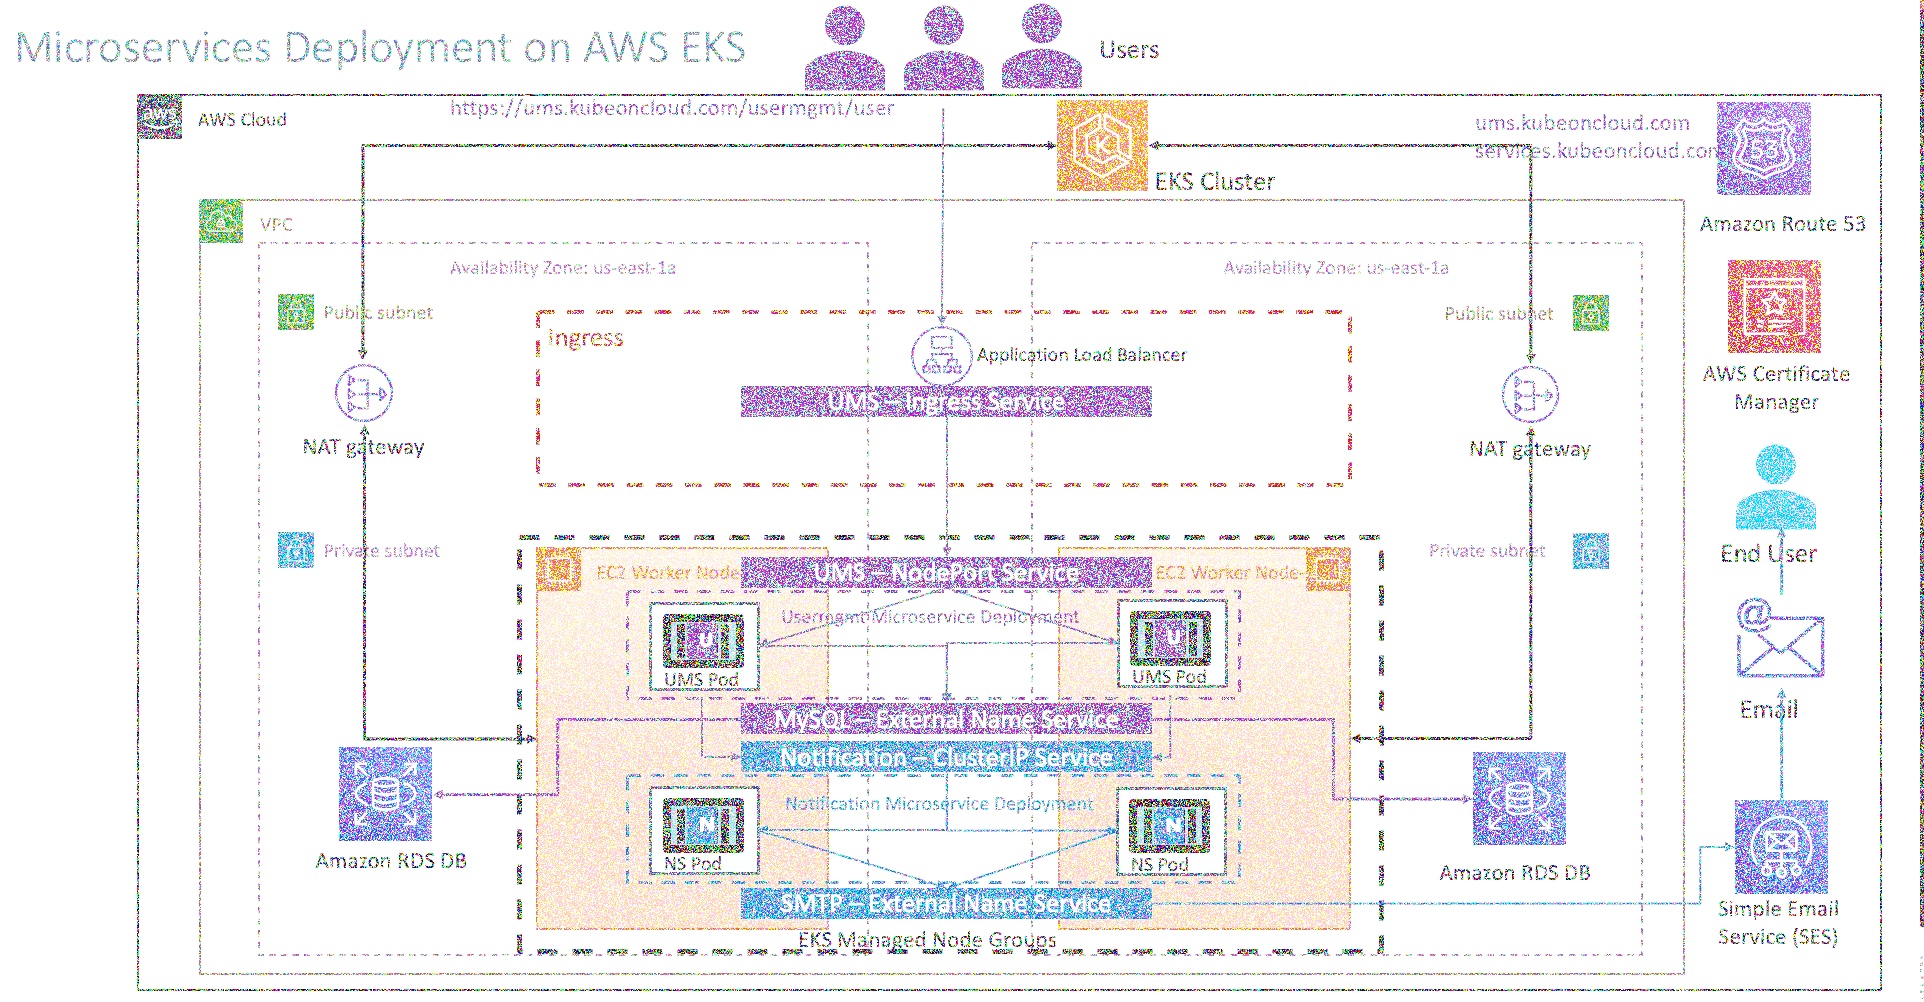 Microservices Deployment on AWS EKS
Users
https://ums.kubeoncloud.com/usermgmt/user
aws
AWS Cloud
EKS Cluster
ums.kubeoncloud.com
services.kubeoncloud.com
53
Amazon Route 53
VPC
Availability Zone: us-east-1a
Availability Zone: us-east-1a
Public subnet
Public subnet
Ingress
Application Load Balancer
UMS – Ingress Service
AWS Certificate
Manager
NAT gateway
NAT gateway
Private subnet
Private subnet
End User
EC2 Worker Node
UMS – NodePort Service
EC2 Worker Node-
Usermgmt Microservice Deployment
U
U
UMS Pod
UMS Pod
@
Email
MySQL – External Name Service
Notification – ClusterIP Service
Notification Microservice Deployment
N
N
NS Pod
NS Pod
Amazon RDS DB
Amazon RDS DB
SMTP – External Name Service
Simple Email
Service (SES)
EKS Managed Node Groups